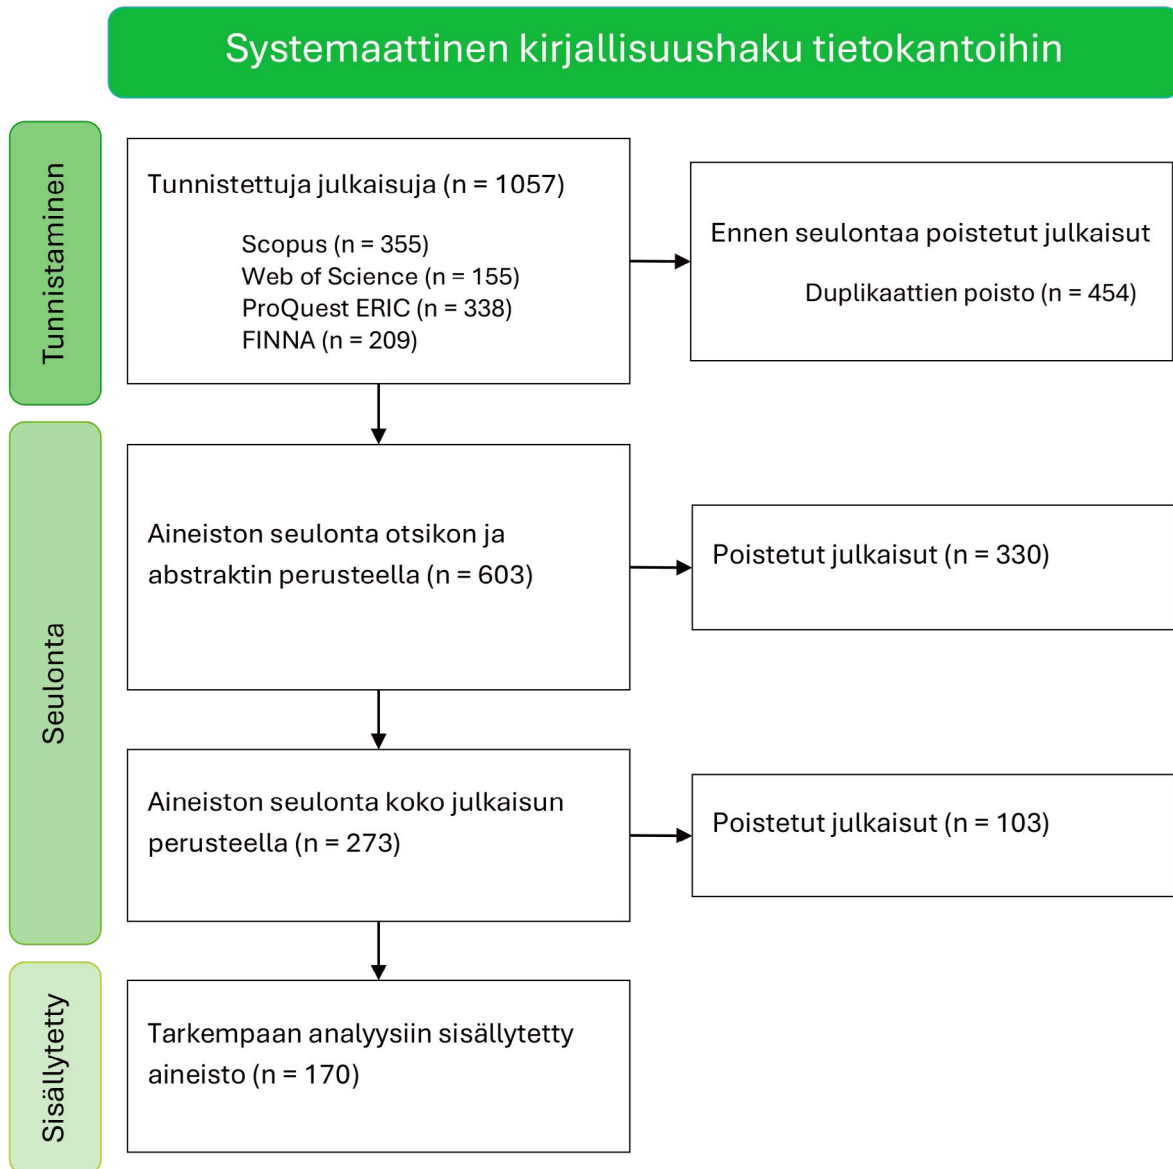 Systemaattinen kirjallisuushaku tietokantoihin
Tunnistaminen
Tunnistettuja julkaisuja (n = 1057)
Scopus (n = 355)
Web of Science (n = 155)
ProQuest ERIC (n = 338)
FINNA (n = 209)
Ennen seulontaa poistetut julkaisut
Duplikaattien poisto (n = 454)
Seulonta
Aineiston seulonta otsikon ja
abstraktin perusteella (n = 603)
Poistetut julkaisut (n = 330)
Aineiston seulonta koko julkaisun
perusteella (n = 273)
Poistetut julkaisut (n = 103)
Sisällytetty
Tarkempaan analyysiin sisällytetty
aineisto (n = 170)